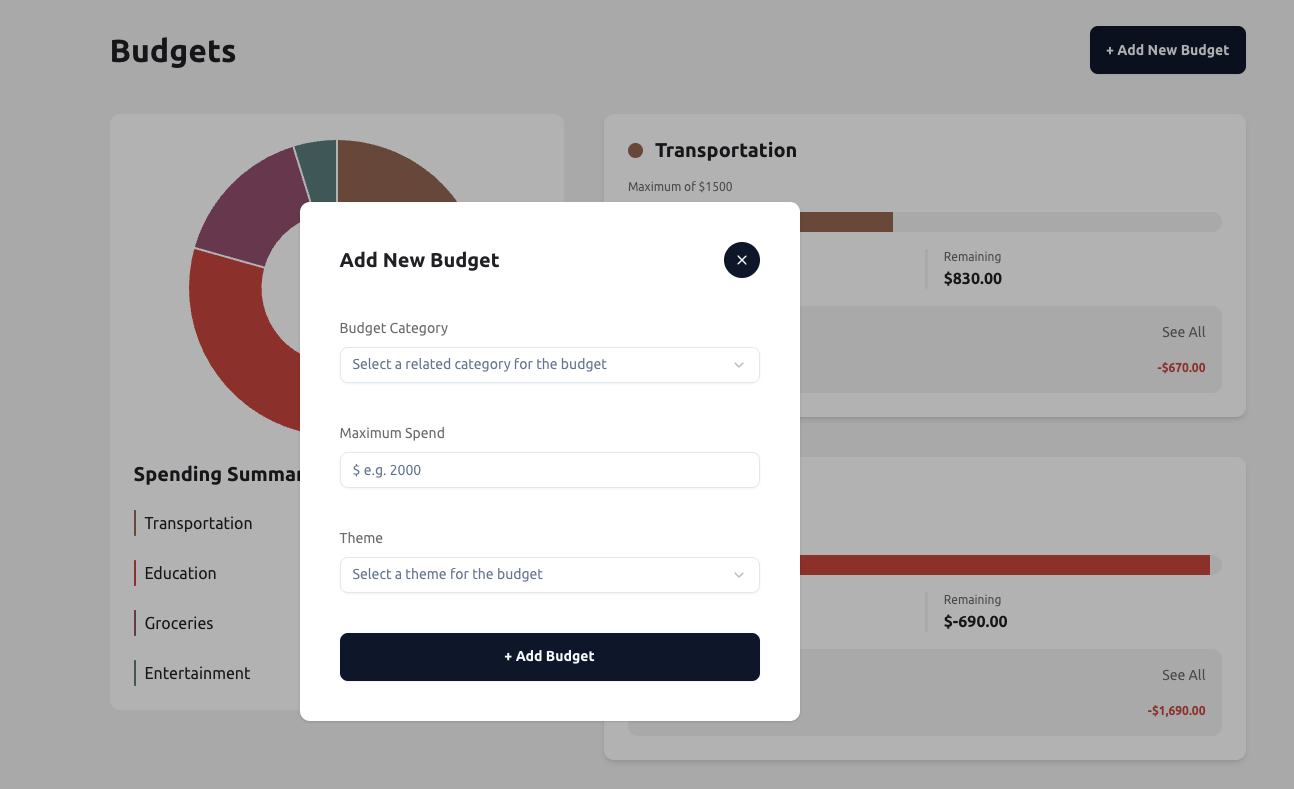 Budgets
+ Add New Budget
Transportation
Maximum of $1500
Remaining
$830.00
See All
-$670.00
Add New Budget
Budget Category
Select a related category for the budget
Maximum Spend
$ e.g. 2000
Theme
Select a theme for the budget
+ Add Budget
Spending
Transportation
Education
Groceries
Entertainment
Remaining
$-690.00
See All
-$1,690.00